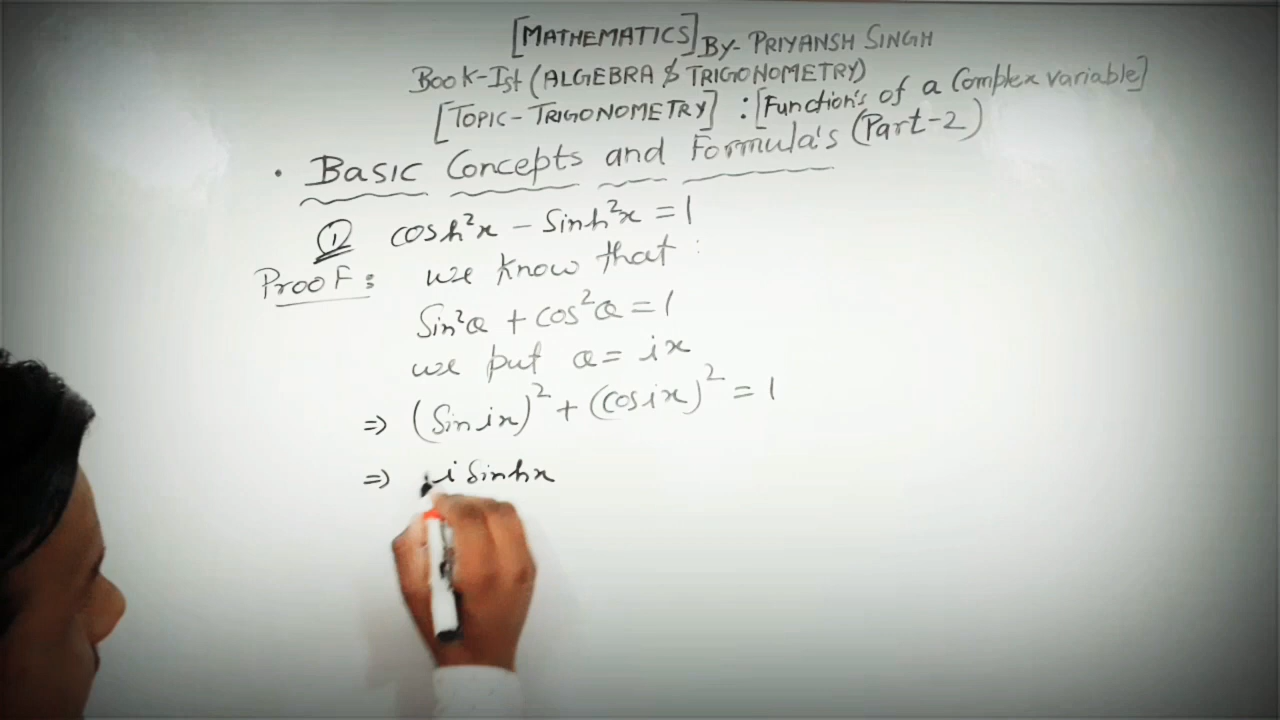 [MATHEMATICS] By- PRIYANSH SINGH
BOOK-Ist (ALGEBRA & TRIGONOMETRY)
[TOPIC- TRIGONOMETRY] : [Function's of a Complex variable]
• Basic Concepts and Formula's (Part-2)
① cosh²x - Sinh²x = 1
Proof: we know that:
Sin²θ + cos²θ = 1
we put θ = ix
⇒ (Sin ix)² + (cos ix)² = 1
⇒ i Sinhx